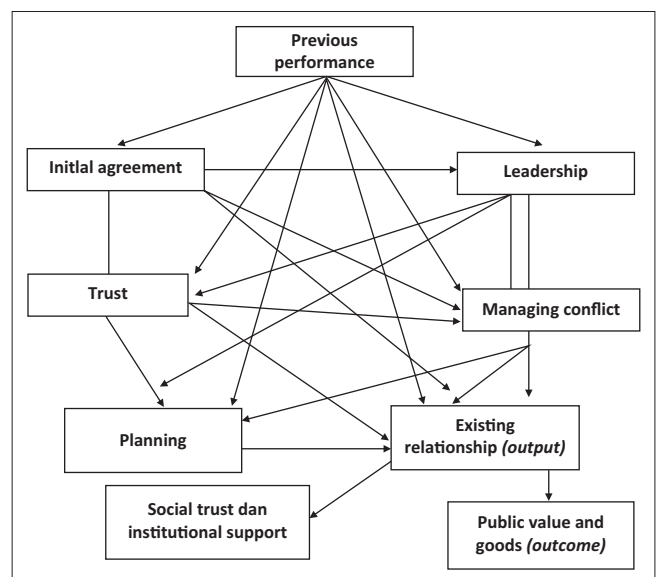 Previous
performance
Initlal agreement
Leadership
Trust
Managing conflict
Planning
Existing
relationship (output)
Social trust dan
institutional support
Public value and
goods (outcome)